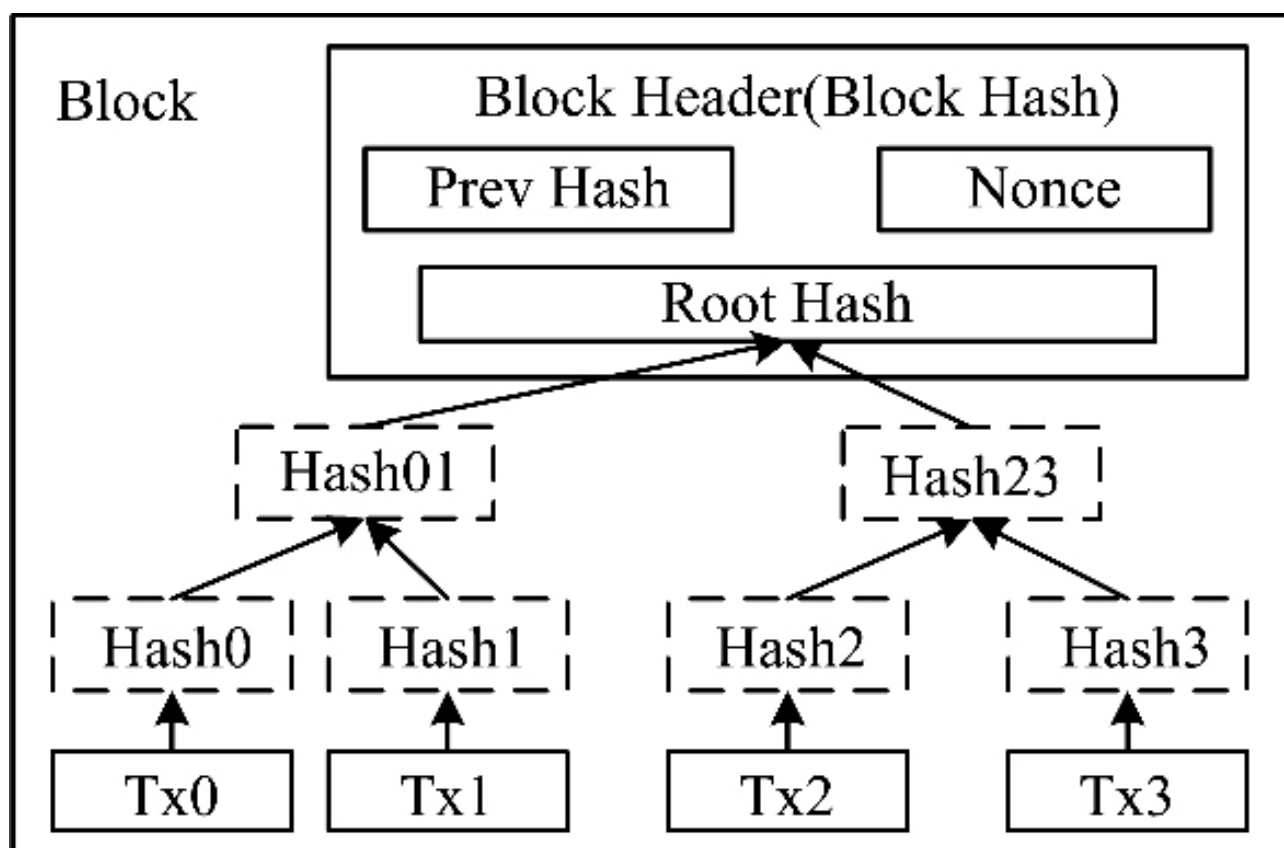 Block
Block Header(Block Hash)
Prev Hash
Nonce
Root Hash
Hash01
Hash23
Hash0
Hash1
Hash2
Hash3
Tx0
Tx1
Tx2
Tx3